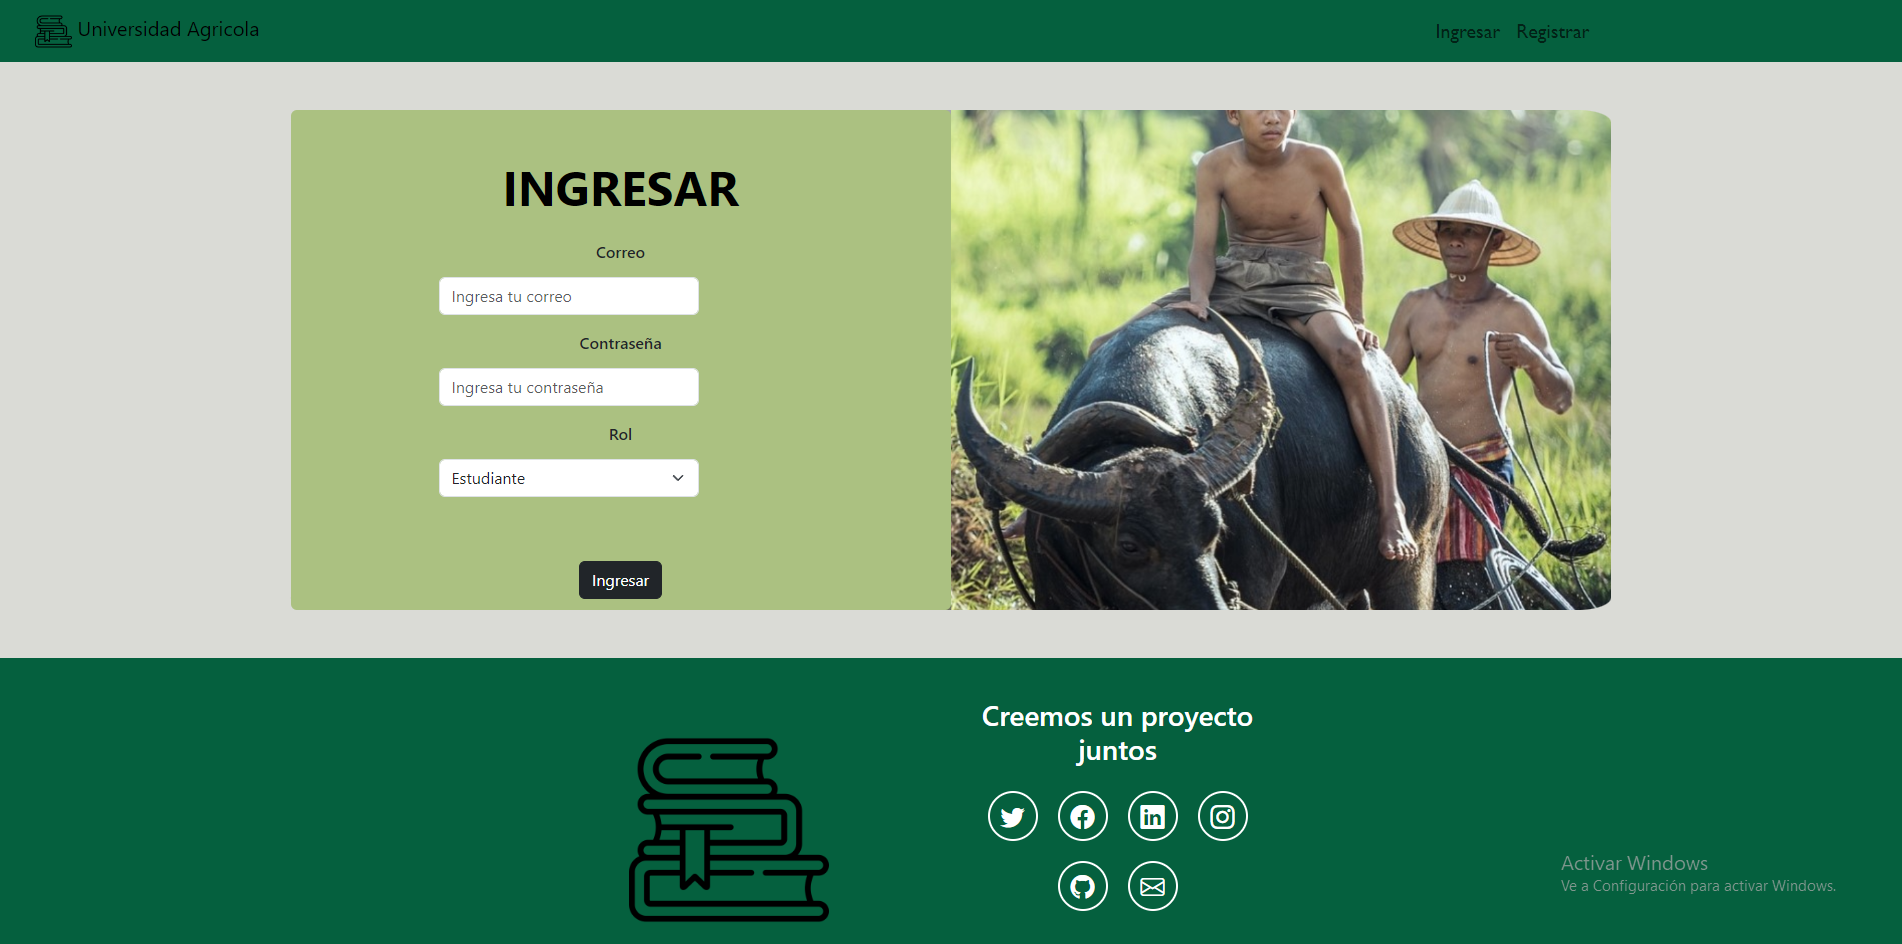 Universidad Agricola
Ingresar Registrar
INGRESAR
Correo
Ingresa tu correo
Contraseña
Ingresa tu contraseña
Rol
Estudiante
Ingresar
Creemos un proyecto
juntos
Activar Windows
Ve a Configuración para activar Windows.